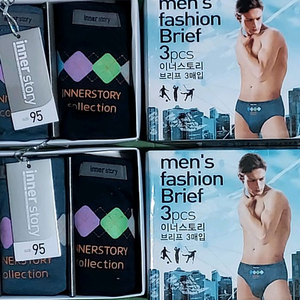 inner story
95
inner story
INNERSTORY
collection
men's
fashion
Brief
3pcs
이너스토리
브리프 3매입
inner story
95
inner story
INNERSTORY
collection
men's
fashion
Brief
3pcs
이너스토리
브리프 3매입